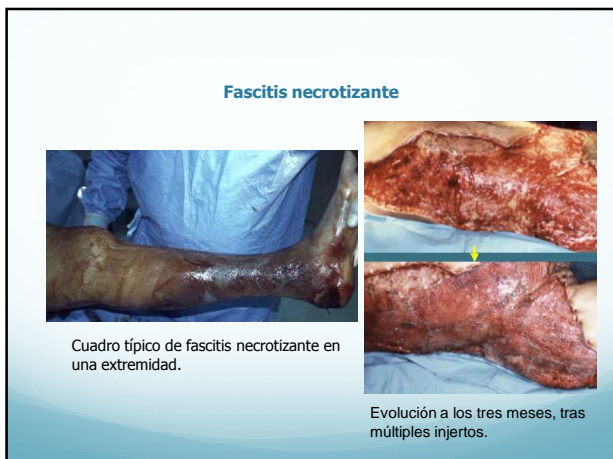 Fascitis necrotizante
Cuadro típico de fascitis necrotizante en
una extremidad.
Evolución a los tres meses, tras
múltiples injertos.